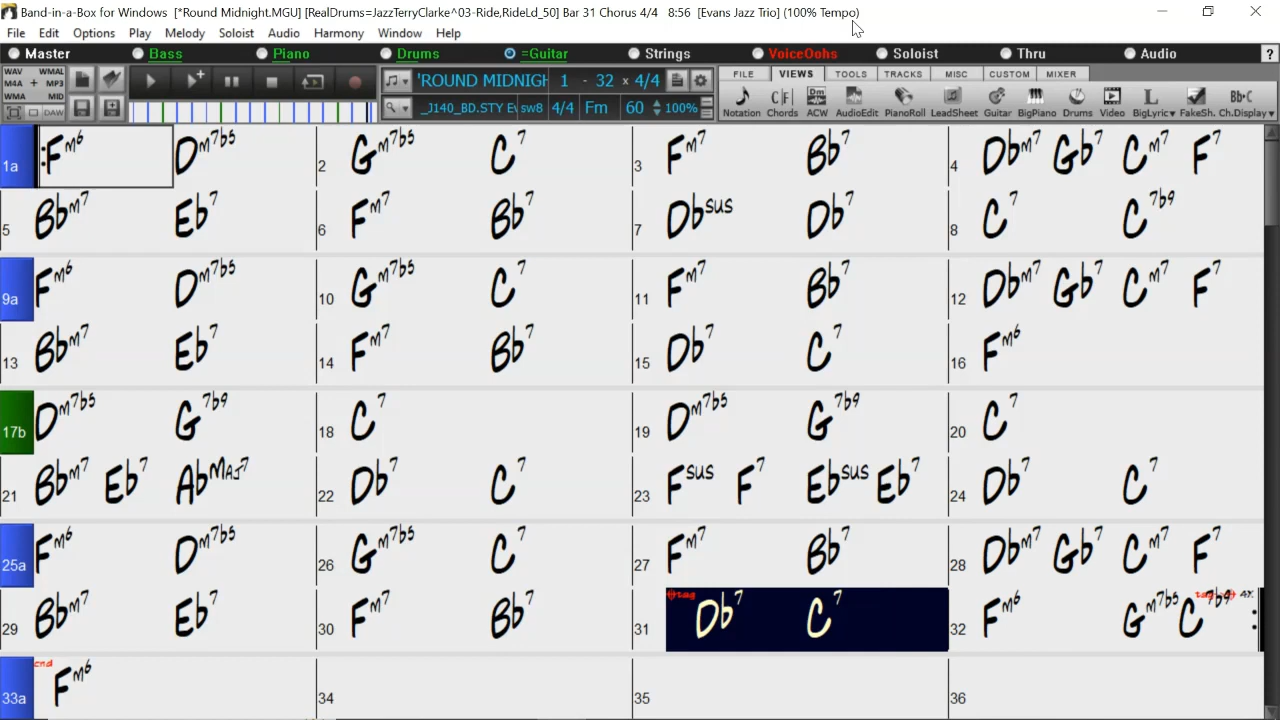 Band-in-a-Box for Windows [*Round Midnight.MGU] [RealDrums=JazzTerryClarke^03-Ride,RideLd_50] Bar 31 Chorus 4/4 8:56 [Evans Jazz Trio] (100% Tempo)
File Edit Options Play Melody Soloist Audio Harmony Window Help
Master Bass Piano Drums =Guitar Strings VoiceOohs Soloist Thru Audio ?
WAV WMAL
M4A + MP3
WMA MID
DAW
'ROUND MIDNIGH 1 - 32 x 4/4
_J140_BD.STY Ev sw8 4/4 Fm 60 100%
FILE VIEWS TOOLS TRACKS MISC CUSTOM MIXER
Notation Chords ACW AudioEdit PianoRoll LeadSheet Guitar BigPiano Drums Video BigLyric FakeSh. Ch.Display
1a :Fm6 Dm7b5 2 Gm7b5 C7 3 Fm7 Bb7 4 Dbm7 Gb7 Cm7 F7
5 Bbm7 Eb7 6 Fm7 Bb7 7 Dbsus Db7 8 C7 C7b9
9a Fm6 Dm7b5 10 Gm7b5 C7 11 Fm7 Bb7 12 Dbm7 Gb7 Cm7 F7
13 Bbm7 Eb7 14 Fm7 Bb7 15 Db7 C7 16 Fm6
17b Dm7b5 G7b9 18 C7 19 Dm7b5 G7b9 20 C7
21 Bbm7 Eb7 AbMAJ7 22 Db7 C7 23 Fsus F7 Ebsus Eb7 24 Db7 C7
25a Fm6 Dm7b5 26 Gm7b5 C7 27 Fm7 Bb7 28 Dbm7 Gb7 Cm7 F7
29 Bbm7 Eb7 30 Fm7 Bb7 31 tag Db7 C7 32 Fm6 Gm7b5 C7b9 4x :
33a end Fm6 34 35 36